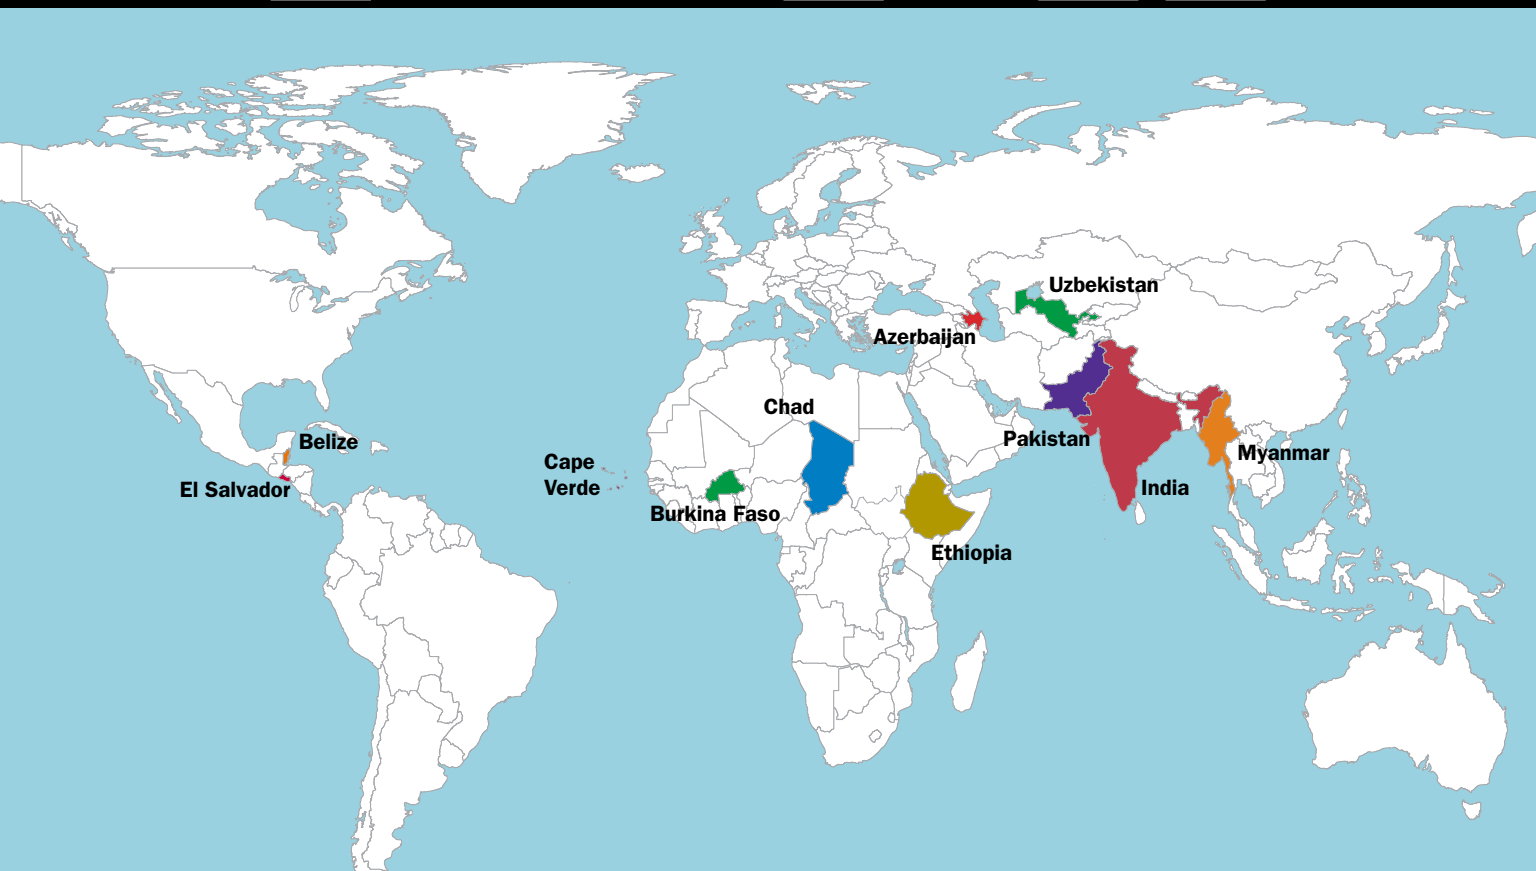 Uzbekistan
Azerbaijan
Chad
Pakistan
Belize
Myanmar
Cape
Verde
El Salvador
India
Burkina Faso
Ethiopia